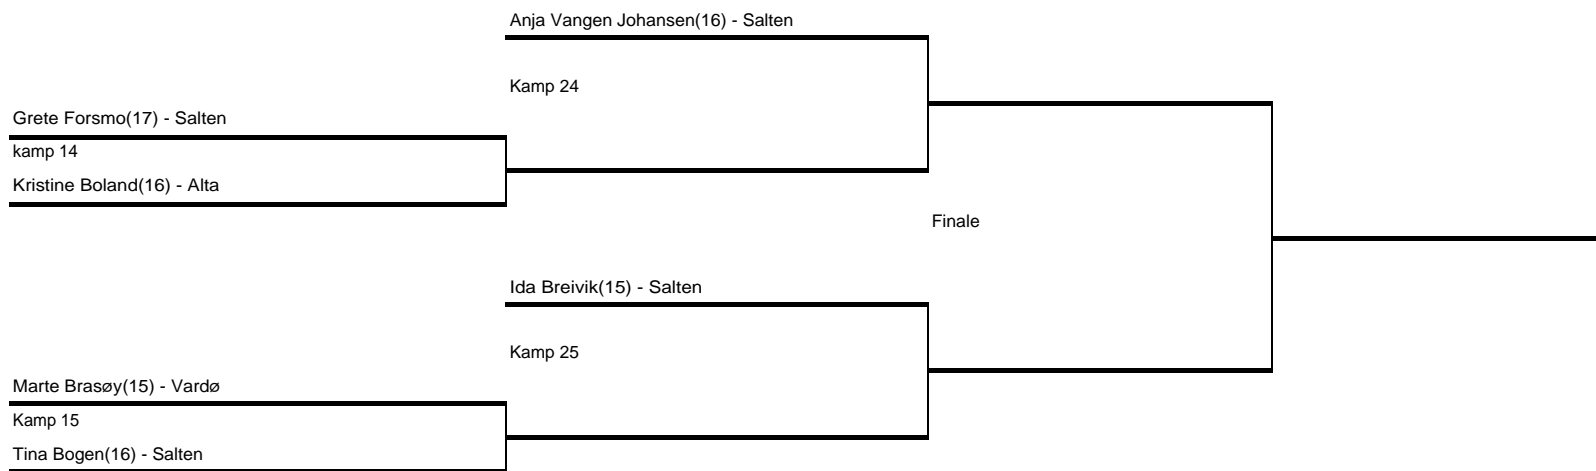 Anja Vangen Johansen(16) - Salten
Kamp 24
Grete Forsmo(17) - Salten
kamp 14
Kristine Boland(16) - Alta
Finale
Ida Breivik(15) - Salten
Kamp 25
Marte Brasøy(15) - Vardø
Kamp 15
Tina Bogen(16) - Salten